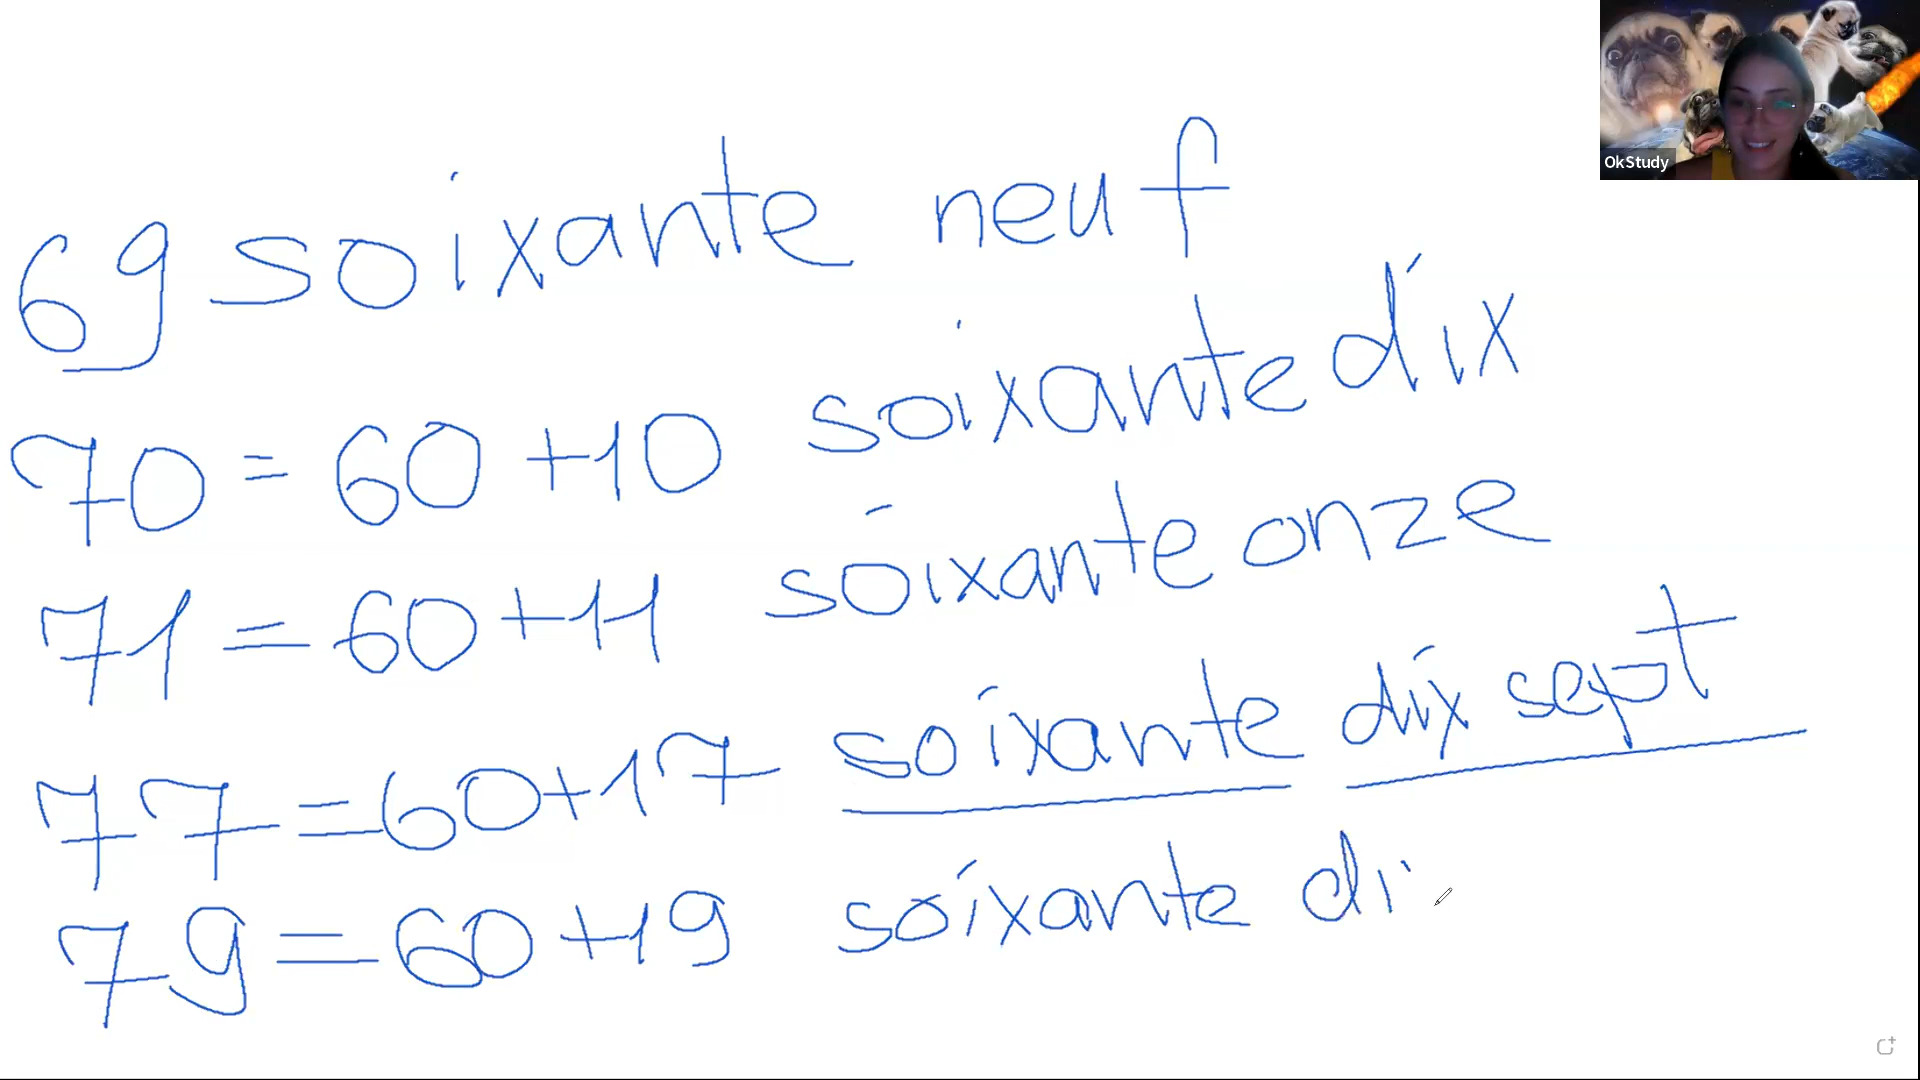 OkStudy
69 soixante neuf
70 = 60 + 10 soixante dix
71 = 60 + 11 soixante onze
77 = 60 + 17 soixante dix sept
79 = 60 + 19 soixante di